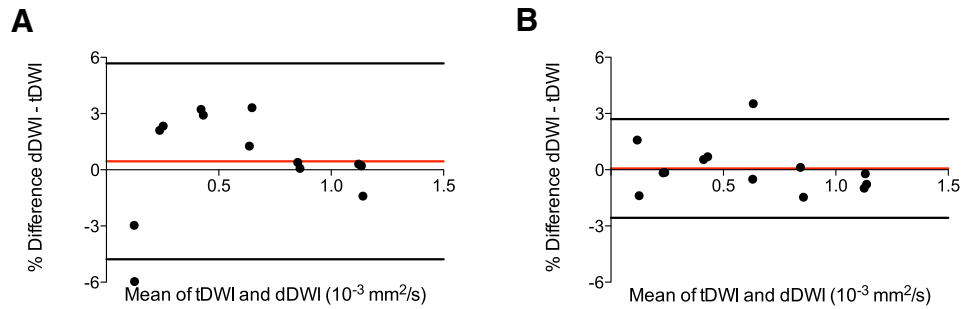 A
% Difference dDWI - tDWI
6
3
0
-3
-6
0.5
1.0
1.5
Mean of tDWI and dDWI (10⁻³ mm²/s)
B
% Difference dDWI - tDWI
6
3
0
-3
-6
0.5
1.0
1.5
Mean of tDWI and dDWI (10⁻³ mm²/s)